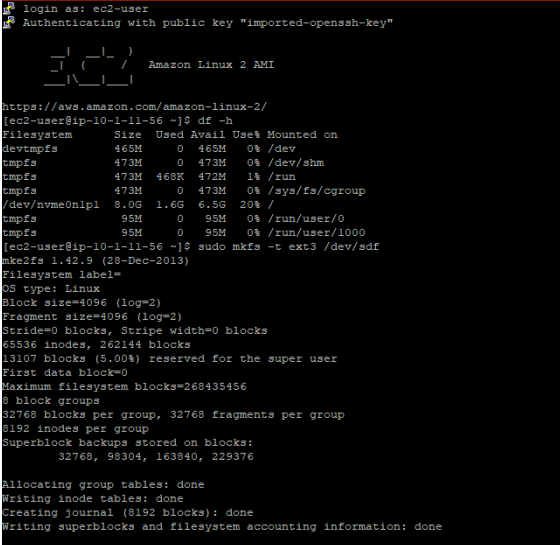 login as: ec2-user
Authenticating with public key "imported-openssh-key"
       __|  __|_  )
       _|  (     /   Amazon Linux 2 AMI
      ___|\___|___|
https://aws.amazon.com/amazon-linux-2/
[ec2-user@ip-10-1-11-56 ~]$ df -h
Filesystem      Size  Used Avail Use% Mounted on
devtmpfs        465M     0  465M   0% /dev
tmpfs           473M     0  473M   0% /dev/shm
tmpfs           473M  468K  472M   1% /run
tmpfs           473M     0  473M   0% /sys/fs/cgroup
/dev/nvme0n1p1  8.0G  1.6G  6.5G  20% /
tmpfs            95M     0   95M   0% /run/user/0
tmpfs            95M     0   95M   0% /run/user/1000
[ec2-user@ip-10-1-11-56 ~]$ sudo mkfs -t ext3 /dev/sdf
mke2fs 1.42.9 (28-Dec-2013)
Filesystem label=
OS type: Linux
Block size=4096 (log=2)
Fragment size=4096 (log=2)
Stride=0 blocks, Stripe width=0 blocks
65536 inodes, 262144 blocks
13107 blocks (5.00%) reserved for the super user
First data block=0
Maximum filesystem blocks=268435456
8 block groups
32768 blocks per group, 32768 fragments per group
8192 inodes per group
Superblock backups stored on blocks:
        32768, 98304, 163840, 229376
Allocating group tables: done
Writing inode tables: done
Creating journal (8192 blocks): done
Writing superblocks and filesystem accounting information: done